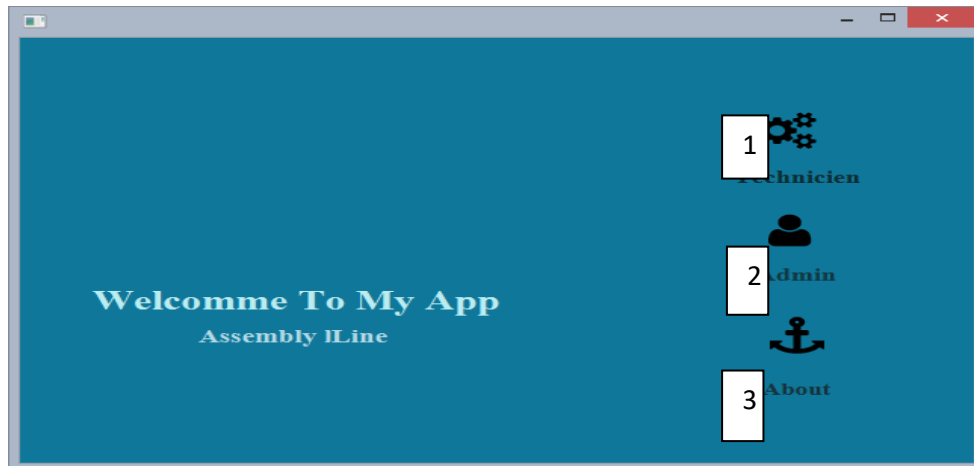 1
Technicien
2
Admin
Welcomme To My App
Assembly lLine
3
About